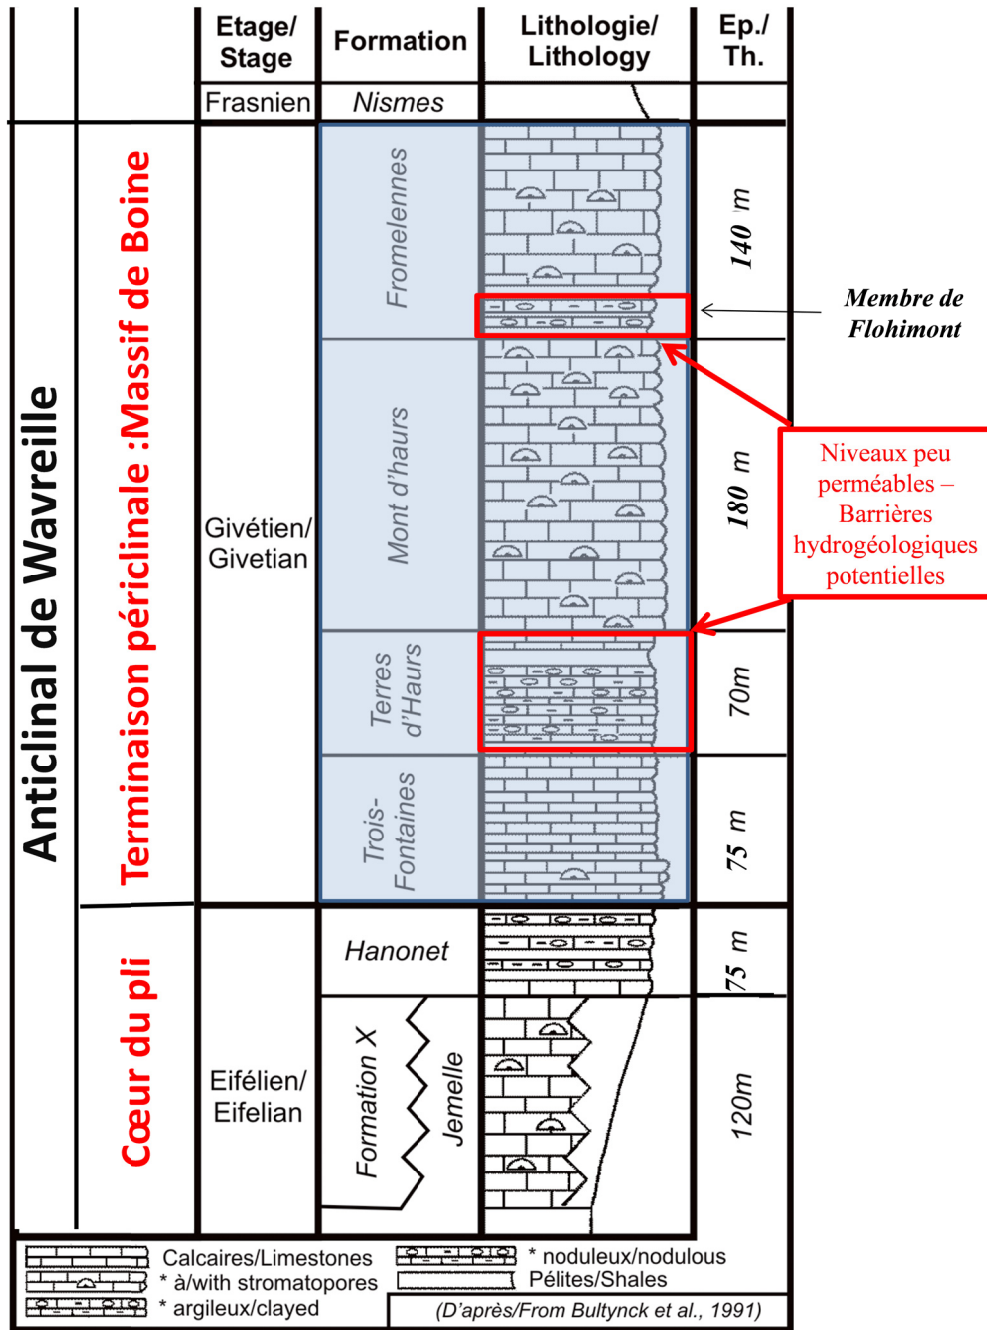 Etage/
Stage
Formation
Lithologie/
Lithology
Ep./
Th.
Frasnien
Nismes
Anticlinal de Wavreille
Terminaison périclinale :Massif de Boine
Cœur du pli
Givétien/
Givetian
Fromelennes
140 m
Membre de
Flohimont
Mont d'haurs
180 m
Niveaux peu
perméables –
Barrières
hydrogéologiques
potentielles
Terres
d'Haurs
70m
Trois-
Fontaines
75 m
Hanonet
75 m
Eifélien/
Eifelian
Formation X
Jemelle
120m
Calcaires/Limestones
* à/with stromatopores
* argileux/clayed
* noduleux/nodulous
Pélites/Shales
(D'après/From Bultynck et al., 1991)